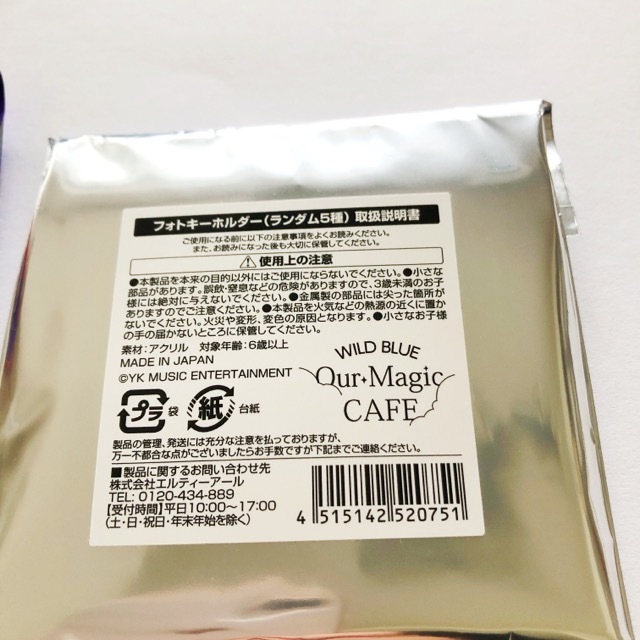 フォトキーホルダー(ランダム5種) 取扱説明書
ご使用になる前に以下の注意事項をよくお読みください。
また、お読みになった後も大切に保管してください。
使用上の注意
●本製品を本来の目的以外にはご使用にならないでください。●小さな
部品があります。誤飲・窒息などの危険がありますので、3歳未満のお子
様には絶対に与えないでください。●金属製の部品には尖った箇所が
ありますのでご注意ください。●本製品を火気などの熱源の近くに置か
ないでください。火災や変形、変色の原因となります。●小さなお子様
の手の届かないところに保管してください。
素材：アクリル 対象年齢：6歳以上
MADE IN JAPAN
©YK MUSIC ENTERTAINMENT
WILD BLUE
Our Magic
CAFE
プラ 袋 紙 台紙
製品の管理、発送には充分な注意を払っておりますが、
万一不都合な点がございましたらお手数ですが下記までご連絡ください。
■製品に関するお問い合わせ先
株式会社エルティーアール
TEL: 0120-434-889
【受付時間】平日10:00～17:00
(土・日・祝日・年末年始を除く)
4 515142 520751